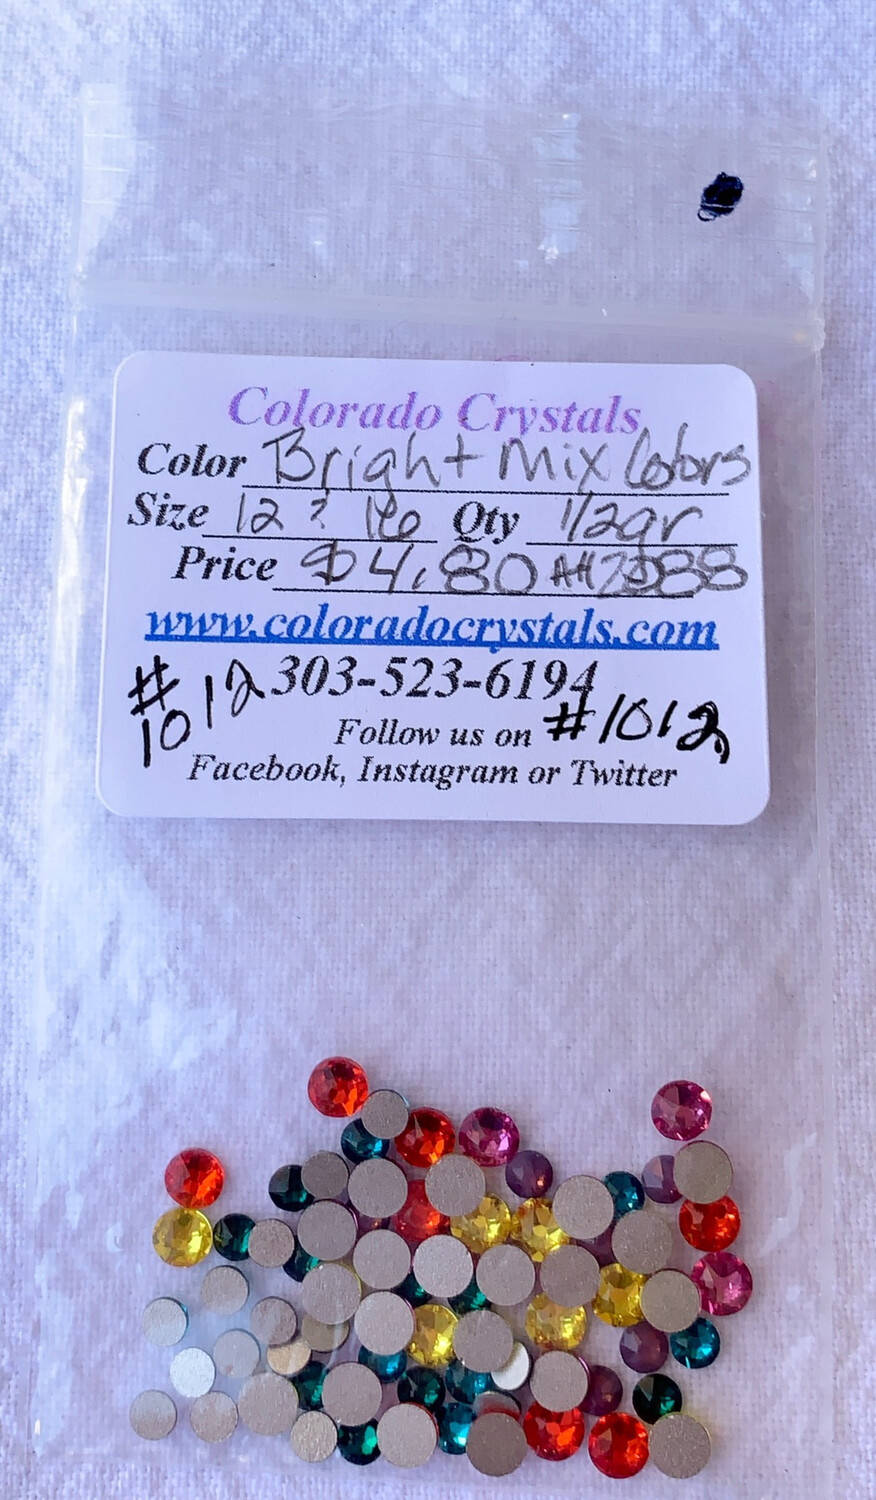 Colorado Crystals
Color Bright Mix Colors
Size 12 & 16 Qty 1/2gr
Price $4.80
www.coloradocrystals.com
#1012 303-523-6194
Follow us on #1012
Facebook, Instagram or Twitter